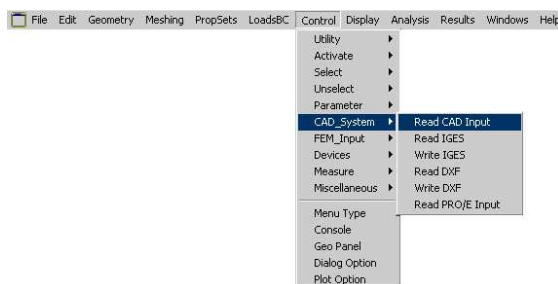 File Edit Geometry Meshing PropSets LoadsBC Control Display Analysis Results Windows Help
Utility
Activate
Select
Unselect
Parameter
CAD_System Read CAD Input
FEM_Input Read IGES
Devices Write IGES
Measure Read DXF
Miscellaneous Write DXF
Read PRO/E Input
Menu Type
Console
Geo Panel
Dialog Option
Plot Option